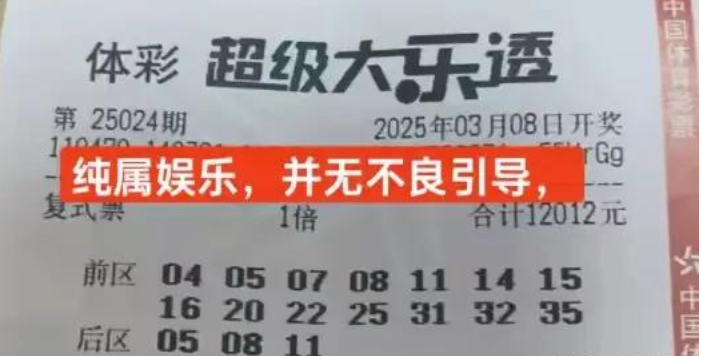 体彩 超级大乐透
第 25024期 2025年03月08日开奖
纯属娱乐，并无不良引导，
复式票 1倍 合计12012元
前区 04 05 07 08 11 14 15
16 20 22 25 31 32 35
后区 05 08 11
中国体育彩票
中国体